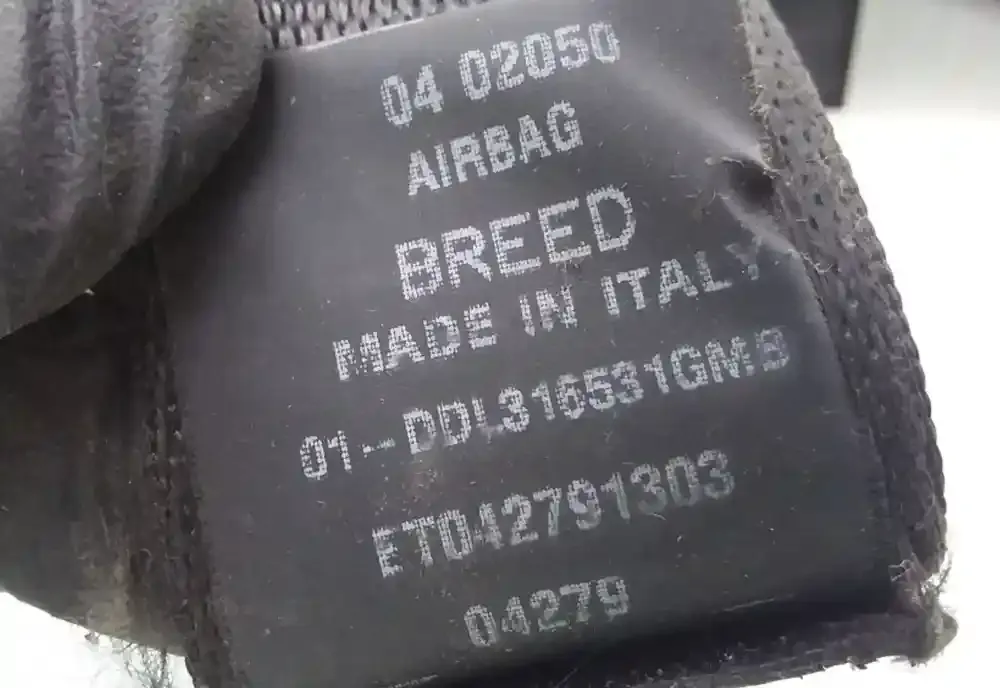 04 02050
AIRBAG
BREED
MADE IN ITALY
01-DDL316531GMB
ET042791303
04279